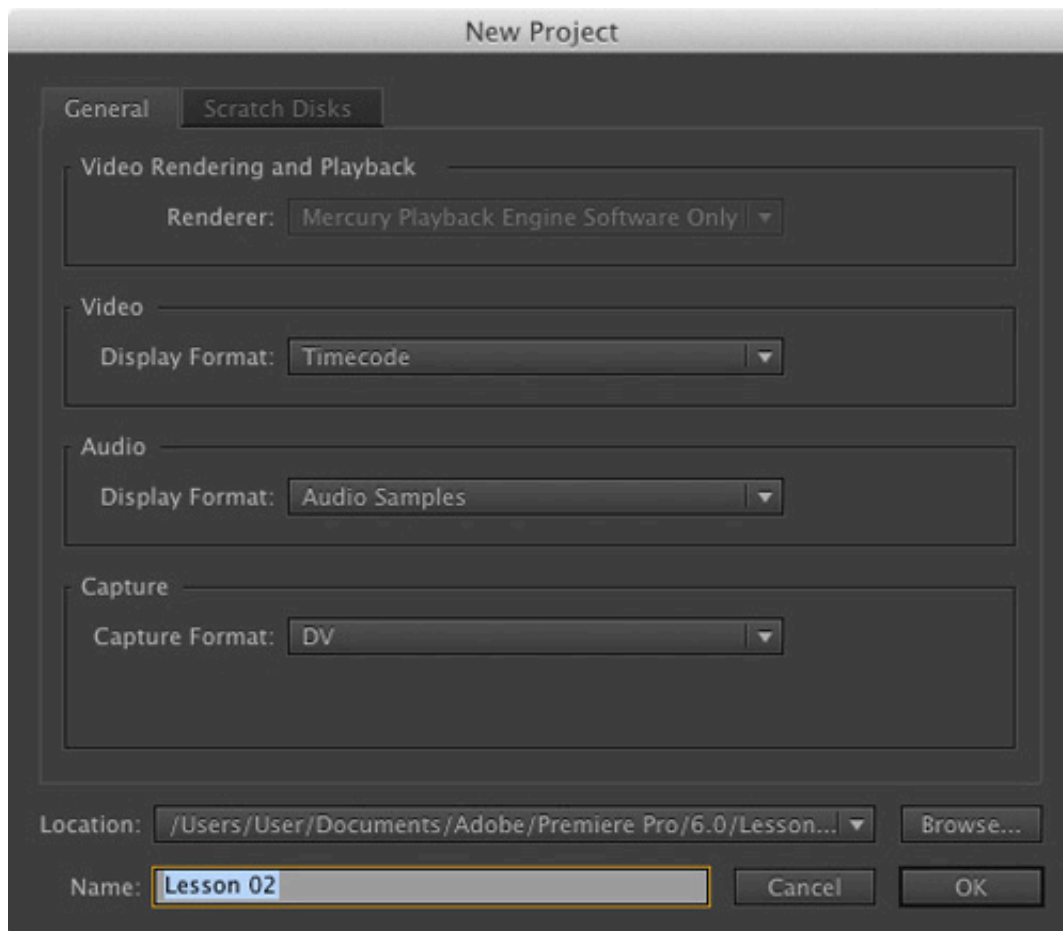 New Project
General
Scratch Disks
Video Rendering and Playback
Renderer: Mercury Playback Engine Software Only
Video
Display Format: Timecode
Audio
Display Format: Audio Samples
Capture
Capture Format: DV
Location: /Users/User/Documents/Adobe/Premiere Pro/6.0/Lesson... Browse...
Name: Lesson 02 Cancel OK